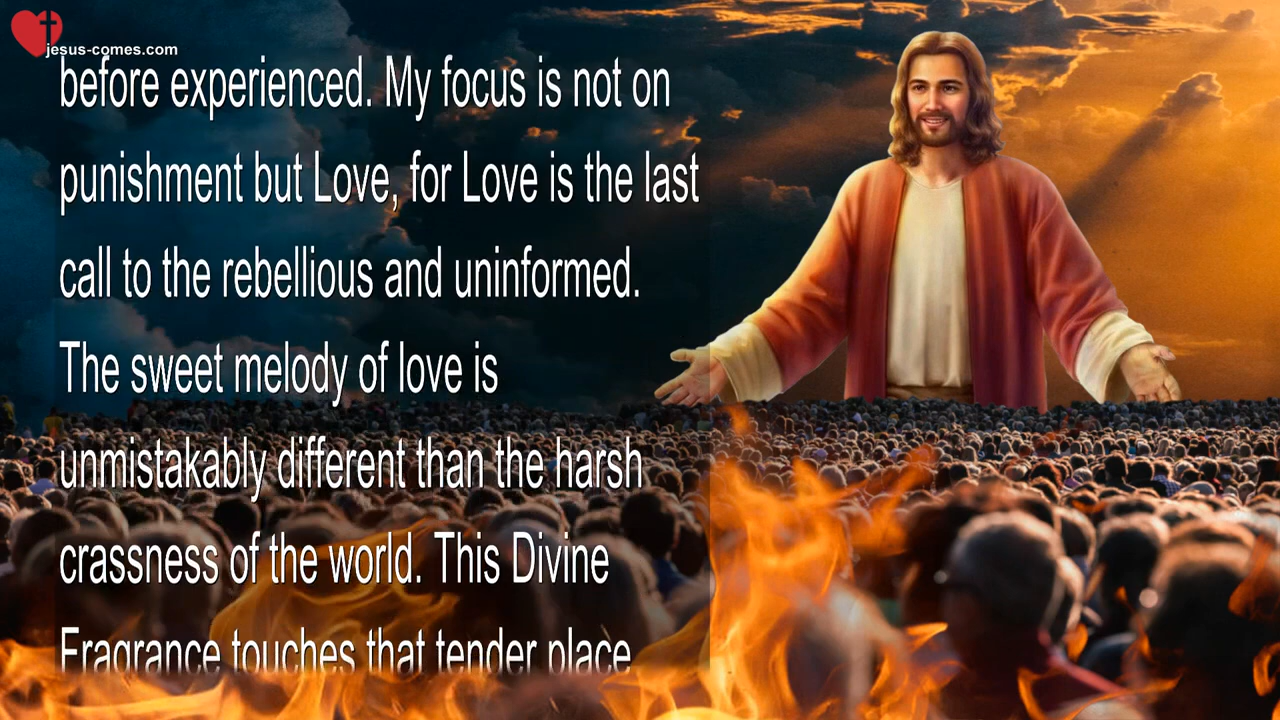 jesus-comes.com
before experienced. My focus is not on
punishment but Love, for Love is the last
call to the rebellious and uninformed.
The sweet melody of love is
unmistakably different than the harsh
crassness of the world. This Divine
Fragrance touches that tender place